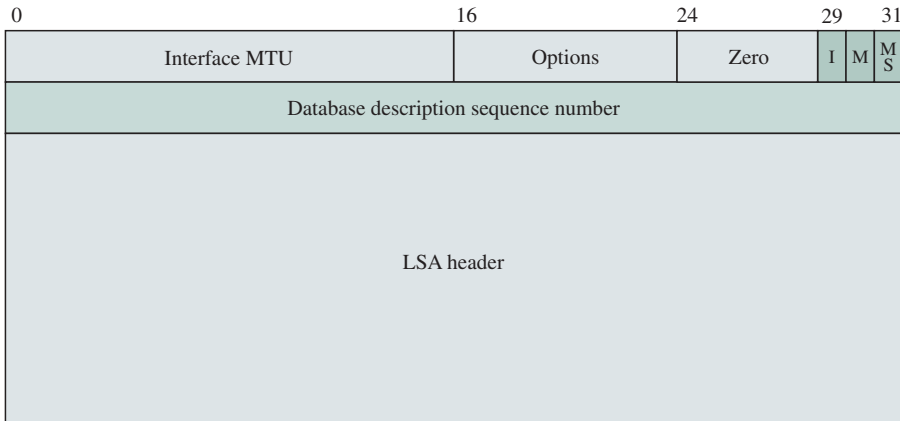 0 16 24 29 31
Interface MTU Options Zero I M M S
Database description sequence number
LSA header